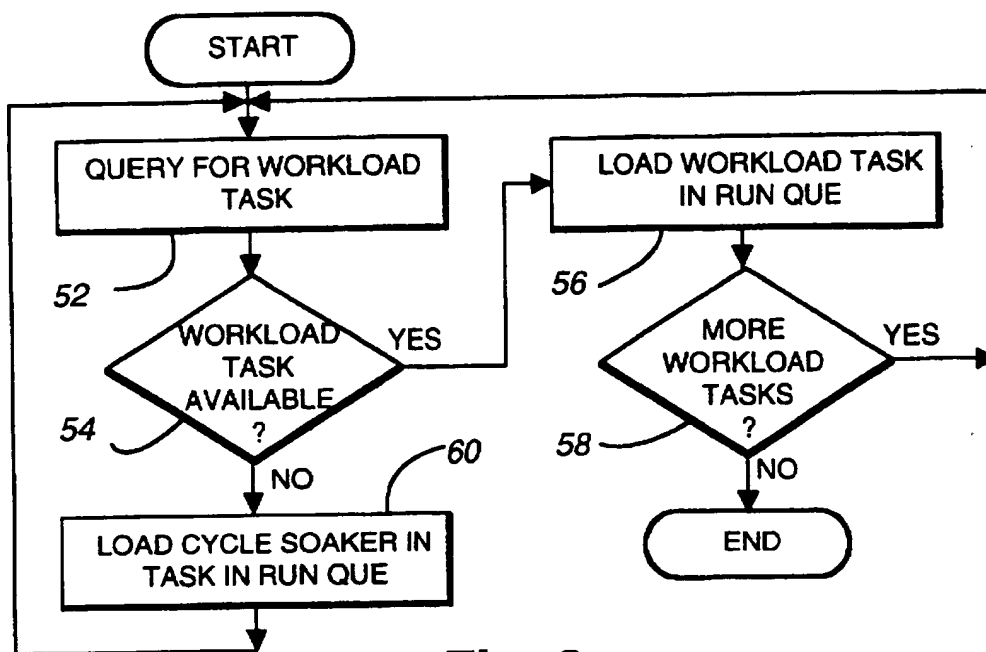 START
QUERY FOR WORKLOAD
TASK
52
WORKLOAD
TASK
AVAILABLE
?
YES
54
NO
60
LOAD CYCLE SOAKER IN
TASK IN RUN QUE
LOAD WORKLOAD TASK
IN RUN QUE
56
MORE
WORKLOAD
TASKS
?
YES
58
NO
END